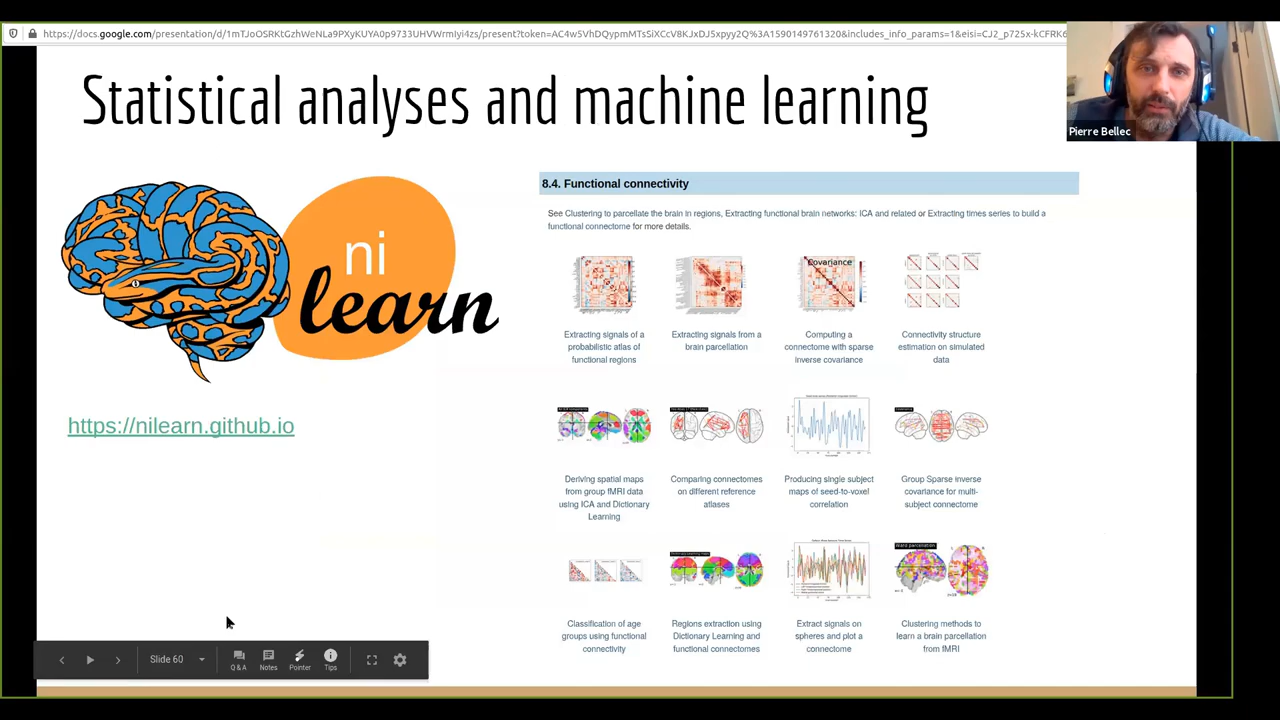 https://docs.google.com/presentation/d/1mTJoOSRKtGzhWeNLa9PXyKUYA0p9733UHVWrmIyi4zs/present?token=AC4w5VhDQypmMTsSiXCcV8KJxDJ5xpyy2Q%3A1590149761320&includes_info_params=1&eisi=CJ2_p725x-kCFRK6
Pierre Bellec
Statistical analyses and machine learning
ni
learn
https://nilearn.github.io
8.4. Functional connectivity
See Clustering to parcellate the brain in regions, Extracting functional brain networks: ICA and related or Extracting times series to build a
functional connectome for more details.
Covariance
Extracting signals of a
probabilistic atlas of
functional regions
Extracting signals from a
brain parcellation
Computing a
connectome with sparse
inverse covariance
Connectivity structure
estimation on simulated
data
Deriving spatial maps
from group fMRI data
using ICA and Dictionary
Learning
Comparing connectomes
on different reference
atlases
Producing single subject
maps of seed-to-voxel
correlation
Group Sparse inverse
covariance for multi-
subject connectome
Ward parcellation
Classification of age
groups using functional
connectivity
Regions extraction using
Dictionary Learning and
functional connectomes
Extract signals on
spheres and plot a
connectome
Clustering methods to
learn a brain parcellation
from fMRI
Slide 60
Q & A
Notes
Pointer
Tips